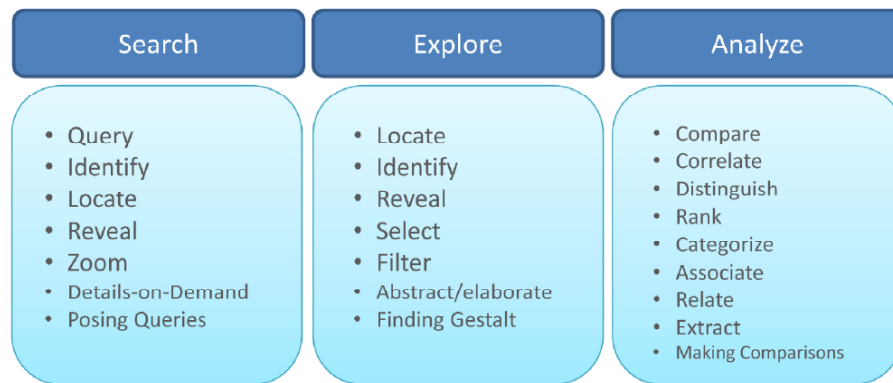 Search
• Query
• Identify
• Locate
• Reveal
• Zoom
• Details-on-Demand
• Posing Queries
Explore
• Locate
• Identify
• Reveal
• Select
• Filter
• Abstract/elaborate
• Finding Gestalt
Analyze
• Compare
• Correlate
• Distinguish
• Rank
• Categorize
• Associate
• Relate
• Extract
• Making Comparisons